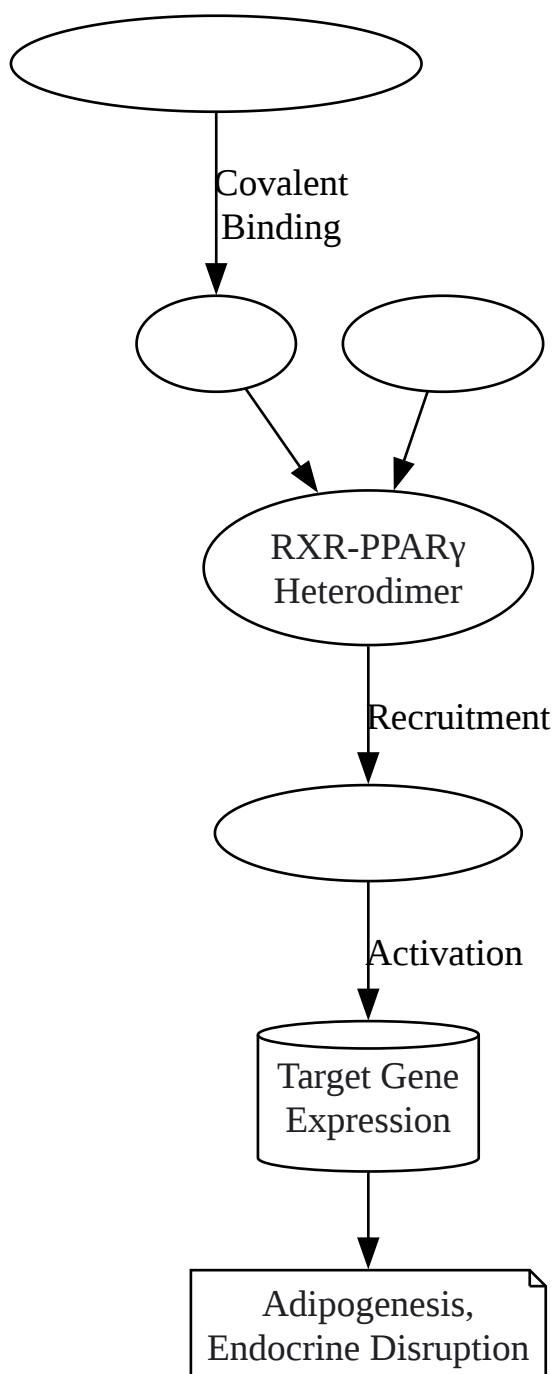 Covalent
Binding
RXR-PPARγ
Heterodimer
Recruitment
Activation
Target Gene
Expression
Adipogenesis,
Endocrine Disruption